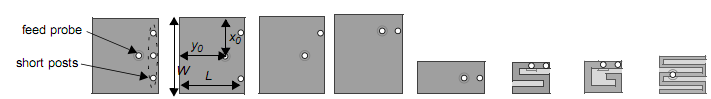 feed probe
short posts
W
y0
x0
L